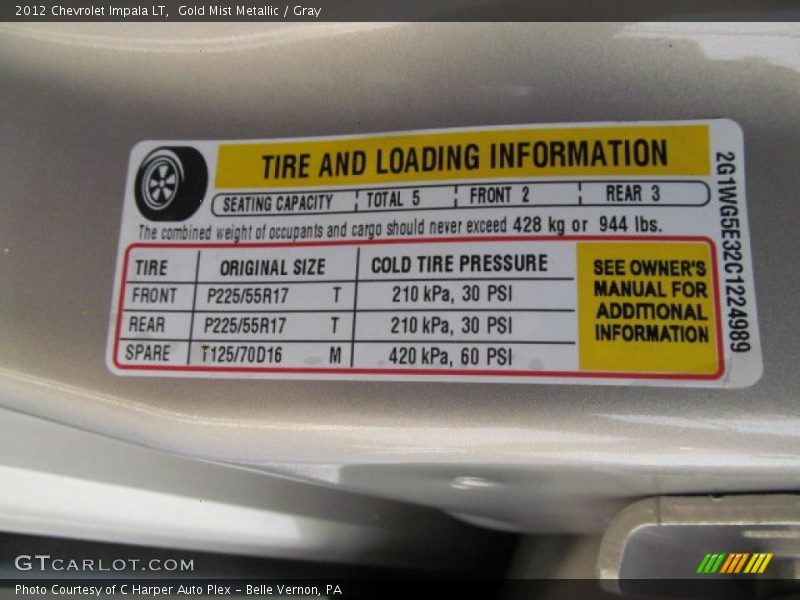 2012 Chevrolet Impala LT, Gold Mist Metallic / Gray
TIRE AND LOADING INFORMATION
SEATING CAPACITY TOTAL 5 FRONT 2 REAR 3
The combined weight of occupants and cargo should never exceed 428 kg or 944 lbs.
TIRE ORIGINAL SIZE COLD TIRE PRESSURE
FRONT P225/55R17 T 210 kPa, 30 PSI
REAR P225/55R17 T 210 kPa, 30 PSI
SPARE T125/70D16 M 420 kPa, 60 PSI
SEE OWNER'S
MANUAL FOR
ADDITIONAL
INFORMATION
2G1WG5E32C1224989
GTCARLOT.COM
Photo Courtesy of C Harper Auto Plex - Belle Vernon, PA